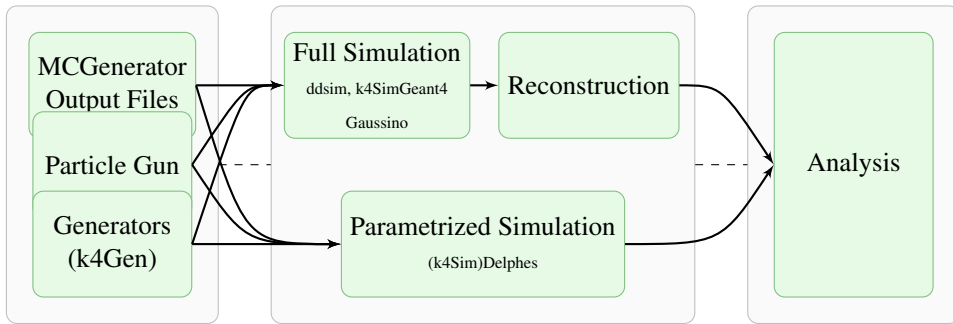 MCGenerator
Output Files
Particle Gun
Generators
(k4Gen)
Full Simulation
ddsim, k4SimGeant4
Gaussino
Reconstruction
Parametrized Simulation
(k4Sim)Delphes
Analysis